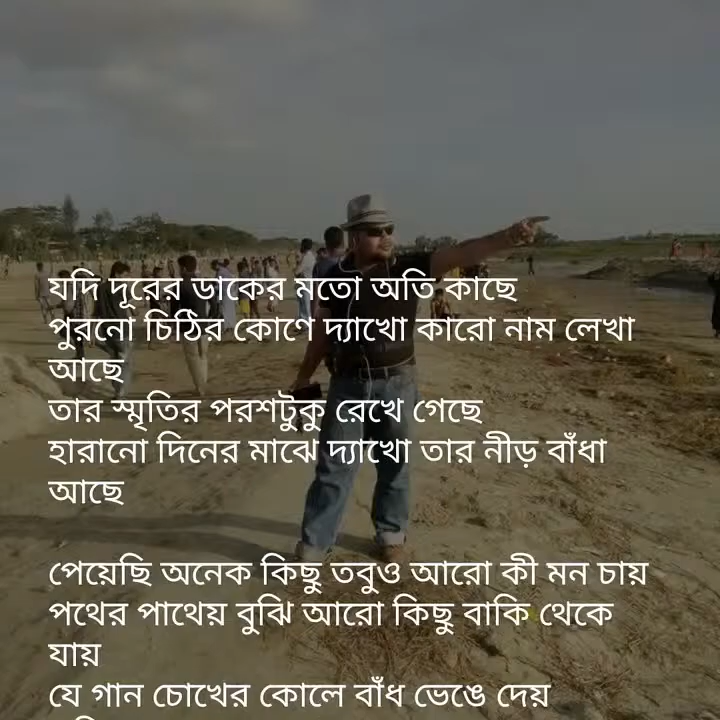 যদি দূরের ডাকের মতো অতি কাছে
পুরনো চিঠির কোণে দ্যাখো কারো নাম লেখা
আছে
তার স্মৃতির পরশটুকু রেখে গেছে
হারানো দিনের মাঝে দ্যাখো তার নীড় বাঁধা
আছে
পেয়েছি অনেক কিছু তবুও আরো কী মন চায়
পথের পাথেয় বুঝি আরো কিছু বাকি থেকে
যায়
যে গান চোখের কোলে বাঁধ ভেঙে দেয়